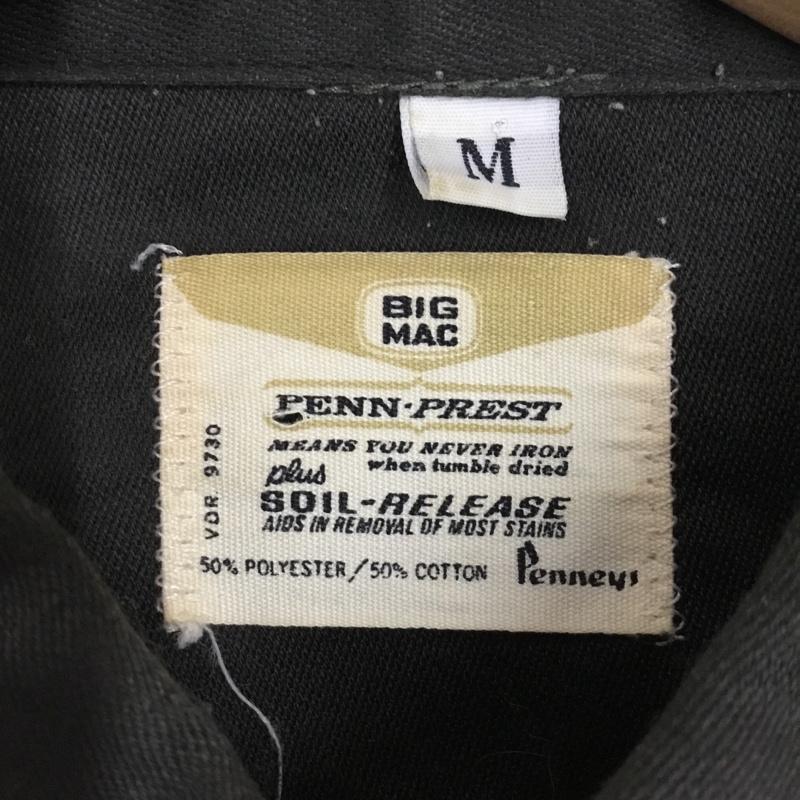 M
BIG
MAC
PENN-PREST
MEANS YOU NEVER IRON
when tumble dried
plus
SOIL-RELEASE
AIDS IN REMOVAL OF MOST STAINS
50% POLYESTER/50% COTTON
Penneys
VDR 9730